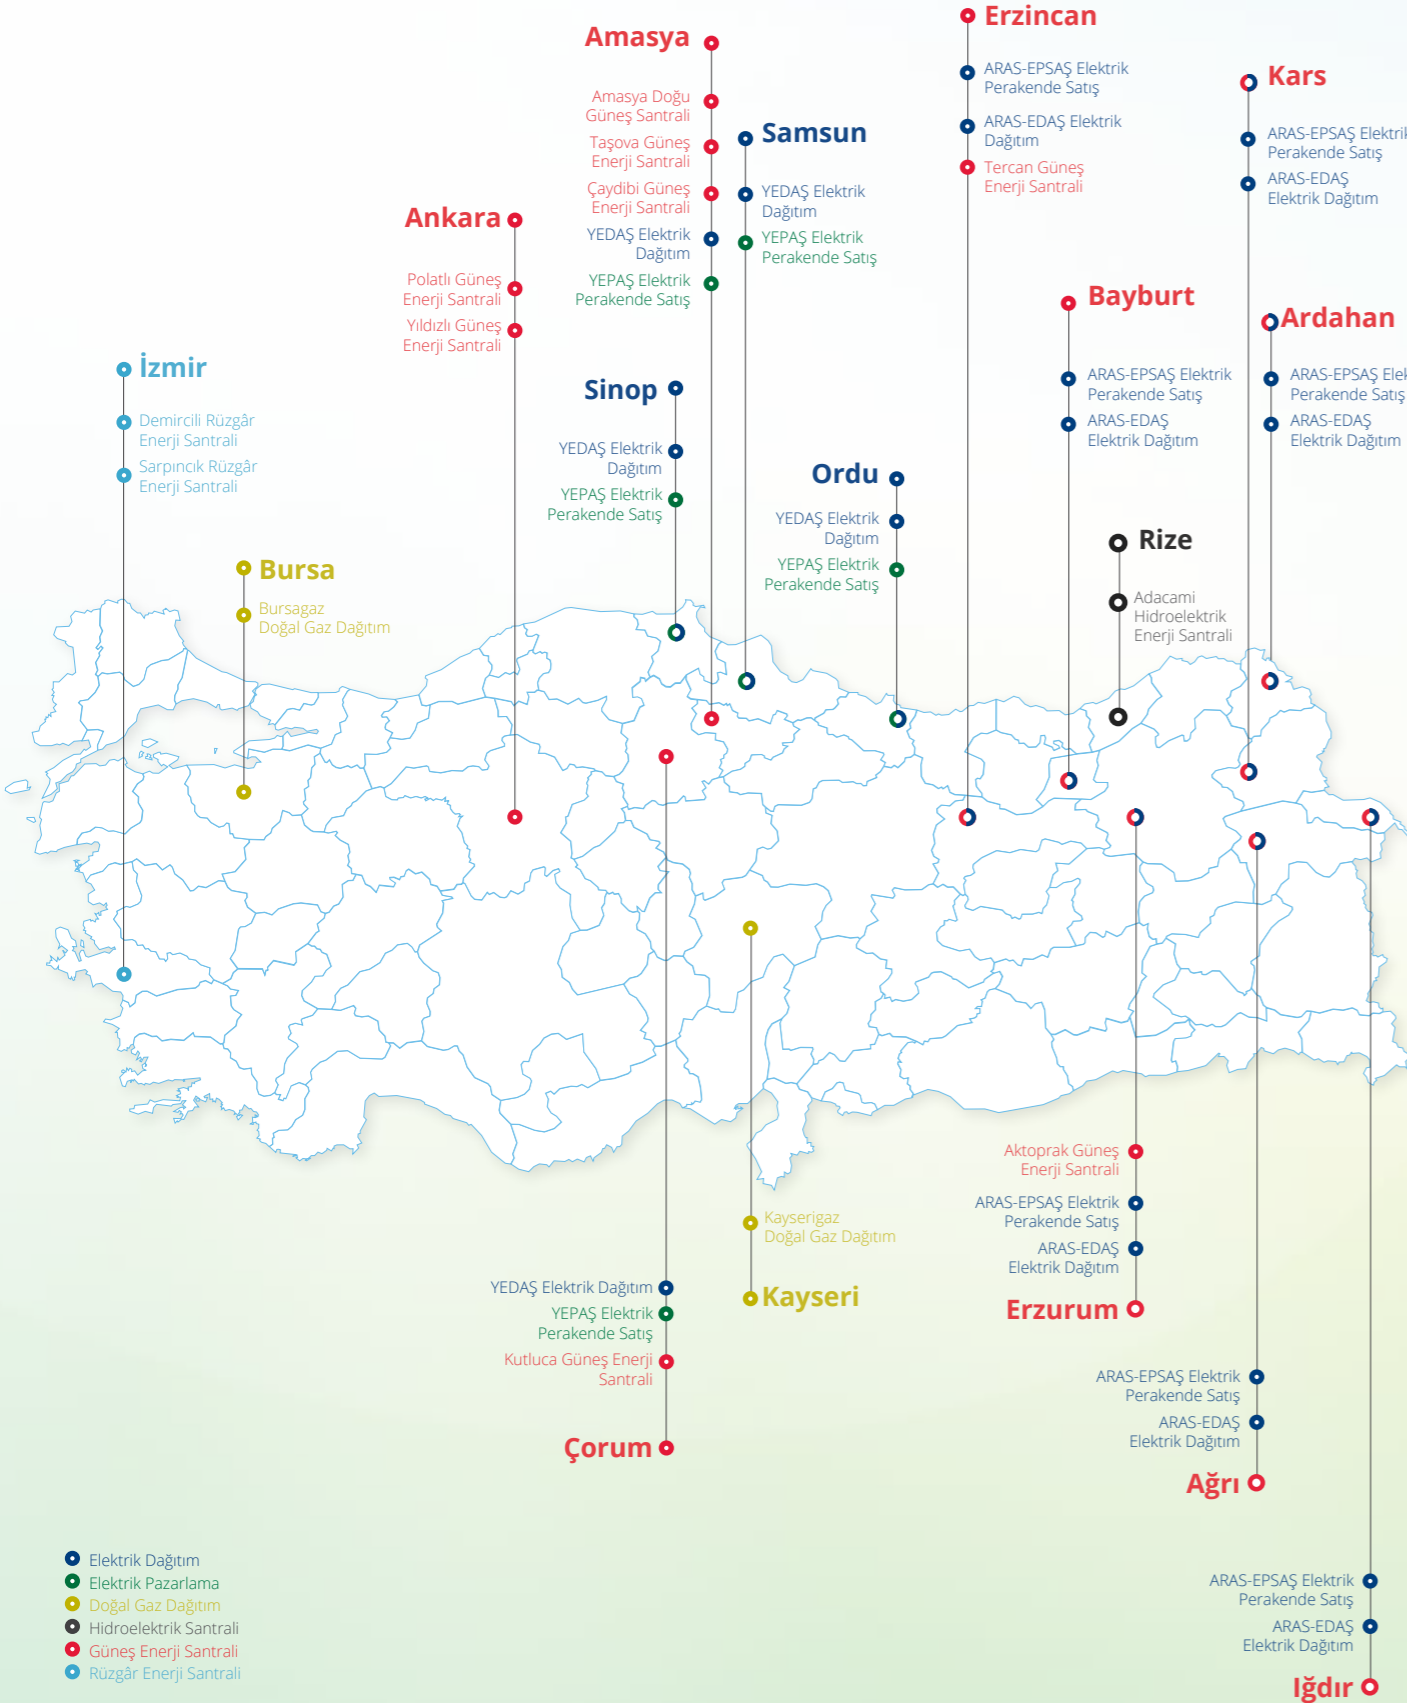 Erzincan
ARAS-EPSAŞ Elektrik
Perakende Satış
ARAS-EDAŞ Elektrik
Dağıtım
Tercan Güneş
Enerji Santrali
Amasya
Amasya Doğu
Güneş Santrali
Taşova Güneş
Enerji Santrali
Çaydibi Güneş
Enerji Santrali
YEDAŞ Elektrik
Dağıtım
YEPAŞ Elektrik
Perakende Satış
Kars
ARAS-EPSAŞ Elektrik
Perakende Satış
ARAS-EDAŞ
Elektrik Dağıtım
Samsun
YEDAŞ Elektrik
Dağıtım
YEPAŞ Elektrik
Perakende Satış
Ankara
Polatlı Güneş
Enerji Santrali
Yıldızlı Güneş
Enerji Santrali
Bayburt
ARAS-EPSAŞ Elektrik
Perakende Satış
ARAS-EDAŞ
Elektrik Dağıtım
Ardahan
ARAS-EPSAŞ Elek
Perakende Satış
ARAS-EDAŞ
Elektrik Dağıtım
İzmir
Demircili Rüzgâr
Enerji Santrali
Sarpıncık Rüzgâr
Enerji Santrali
Sinop
YEDAŞ Elektrik
Dağıtım
YEPAŞ Elektrik
Perakende Satış
Ordu
YEDAŞ Elektrik
Dağıtım
YEPAŞ Elektrik
Perakende Satış
Rize
Adacami
Hidroelektrik
Enerji Santrali
Bursa
Bursagaz
Doğal Gaz Dağıtım
Aktoprak Güneş
Enerji Santrali
ARAS-EPSAŞ Elektrik
Perakende Satış
ARAS-EDAŞ
Elektrik Dağıtım
Erzurum
Kayserigaz
Doğal Gaz Dağıtım
Kayseri
YEDAŞ Elektrik Dağıtım
YEPAŞ Elektrik
Perakende Satış
Kutluca Güneş Enerji
Santrali
Çorum
ARAS-EPSAŞ Elektrik
Perakende Satış
ARAS-EDAŞ
Elektrik Dağıtım
Ağrı
ARAS-EPSAŞ Elektrik
Perakende Satış
ARAS-EDAŞ
Elektrik Dağıtım
Iğdır
Elektrik Dağıtım
Elektrik Pazarlama
Doğal Gaz Dağıtım
Hidroelektrik Santrali
Güneş Enerji Santrali
Rüzgâr Enerji Santrali